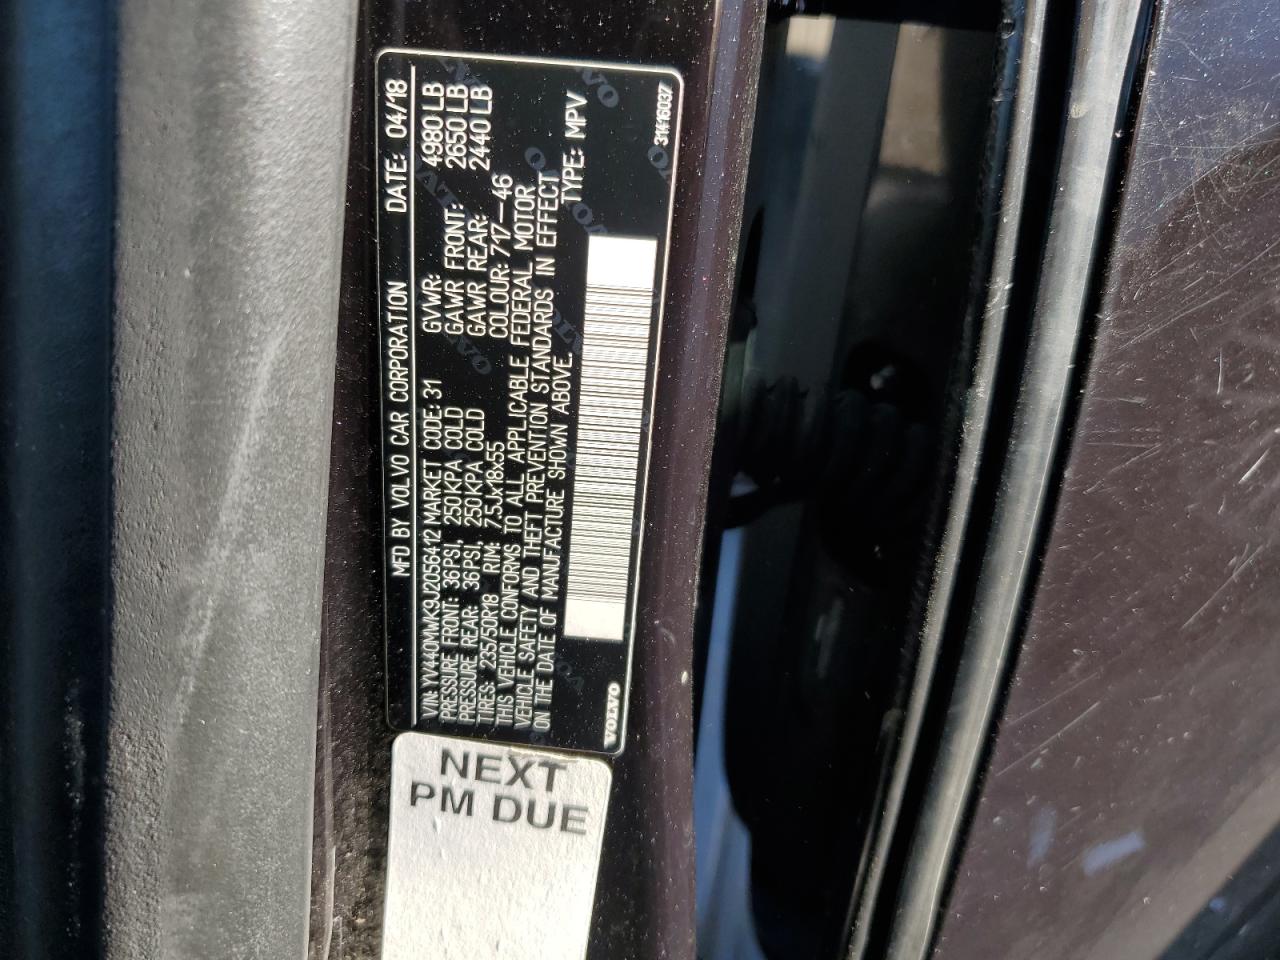 MFD BY VOLVO CAR CORPORATION DATE: 04/18
VIN: YV440MWK9J2056412 MARKET CODE: 31 GVWR: 4980 LB
PRESSURE FRONT: 36PSI, 250KPA COLD GAWR FRONT: 2650 LB
PRESSURE REAR: 36PSI, 250KPA COLD GAWR REAR: 2440 LB
TIRES: 235/50R18 RIM: 7.5Jx18x55 COLOUR: 717-46
THIS VEHICLE CONFORMS TO ALL APPLICABLE FEDERAL MOTOR
VEHICLE SAFETY AND THEFT PREVENTION STANDARDS IN EFFECT
ON THE DATE OF MANUFACTURE SHOWN ABOVE. TYPE: MPV
VOLVO 31416037
NEXT
PM DUE